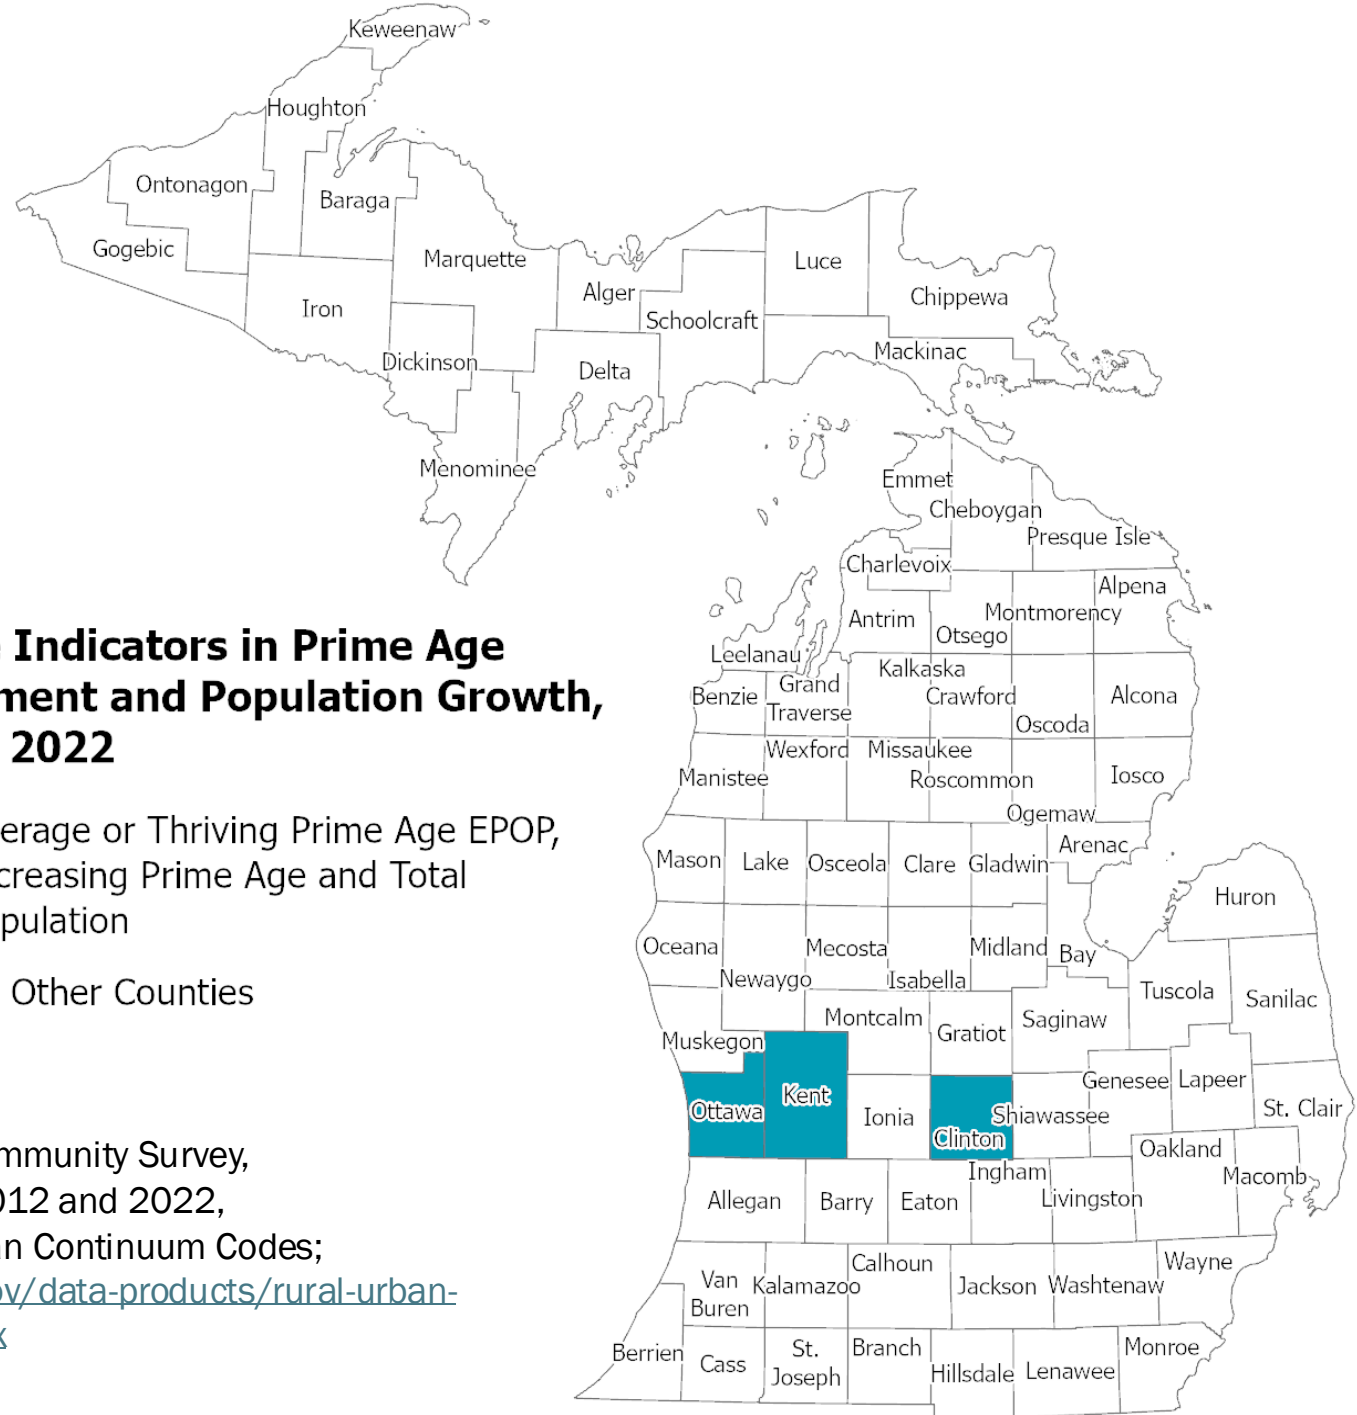 Keweenaw
Houghton
Ontonagon
Baraga
Gogebic
Marquette
Luce
Alger
Chippewa
Iron
Schoolcraft
Mackinac
Dickinson
Delta
Menominee
Emmet
Cheboygan
Presque Isle
Charlevoix
Alpena
Antrim
Montmorency
Otsego
Leelanau
Kalkaska
Benzie
Grand
Traverse
Crawford
Alcona
Oscoda
Wexford
Missaukee
Manistee
Roscommon
Iosco
Ogemaw
Arenac
Mason
Lake
Osceola
Clare
Gladwin
Huron
Oceana
Mecosta
Midland
Bay
Newaygo
Isabella
Tuscola
Sanilac
Montcalm
Gratiot
Saginaw
Muskegon
Genesee
Lapeer
Ottawa
Kent
Ionia
Shiawassee
St. Clair
Clinton
Oakland
Ingham
Macomb
Allegan
Barry
Eaton
Livingston
Calhoun
Wayne
Van
Buren
Kalamazoo
Jackson
Washtenaw
Berrien
Cass
St.
Joseph
Branch
Hillsdale
Lenawee
Monroe
Indicators in Prime Age
ment and Population Growth,
2022
erage or Thriving Prime Age EPOP,
creasing Prime Age and Total
pulation
Other Counties
mmunity Survey,
012 and 2022,
an Continuum Codes;
ov/data-products/rural-urban-
x